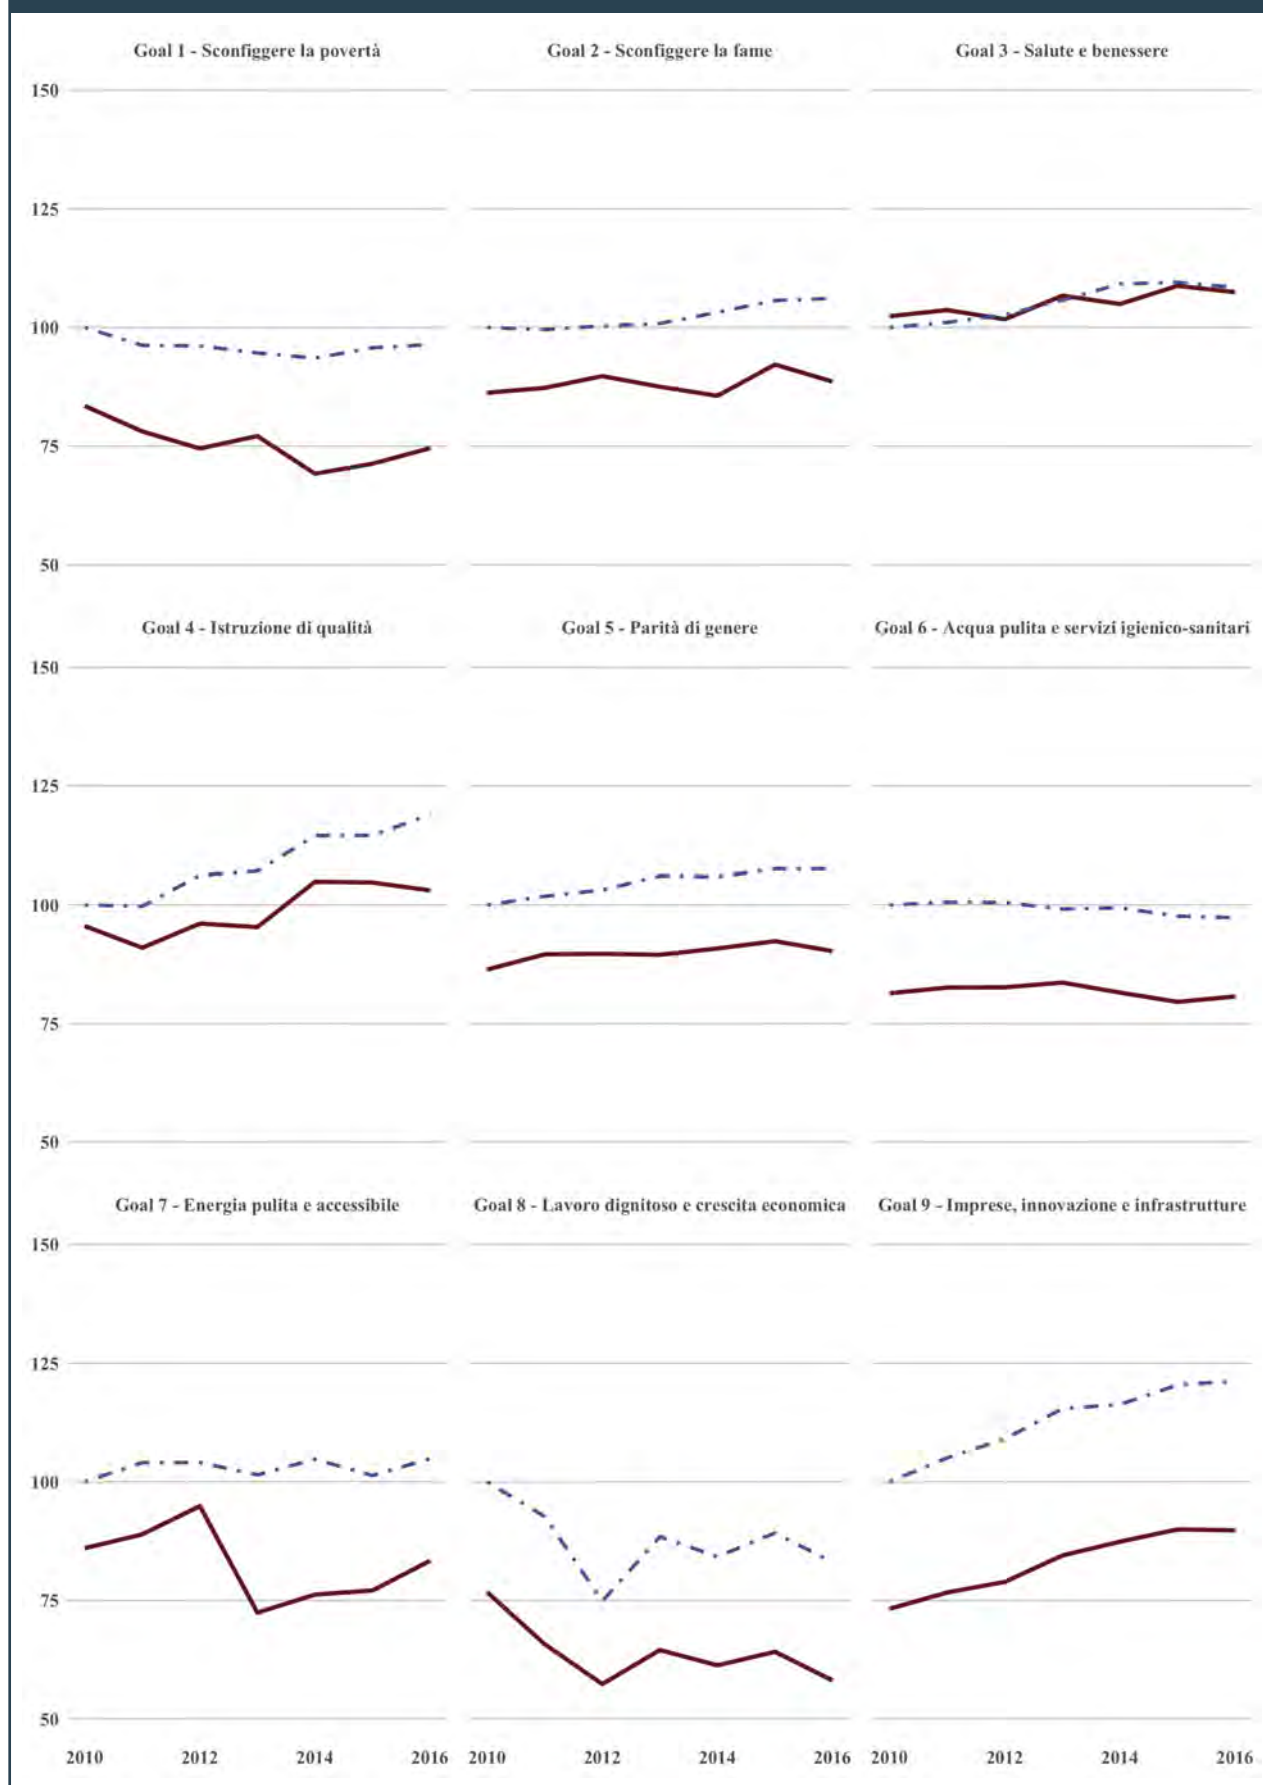 Goal 1 - Sconfiggere la povertà
Goal 2 - Sconfiggere la fame
Goal 3 - Salute e benessere
150
125
100
75
50
Goal 4 - Istruzione di qualità
Goal 5 - Parità di genere
Goal 6 - Acqua pulita e servizi igienico-sanitari
150
125
100
75
50
Goal 7 - Energia pulita e accessibile
Goal 8 - Lavoro dignitoso e crescita economica
Goal 9 - Imprese, innovazione e infrastrutture
150
125
100
75
50
2010 2012 2014 2016
2010 2012 2014 2016
2010 2012 2014 2016